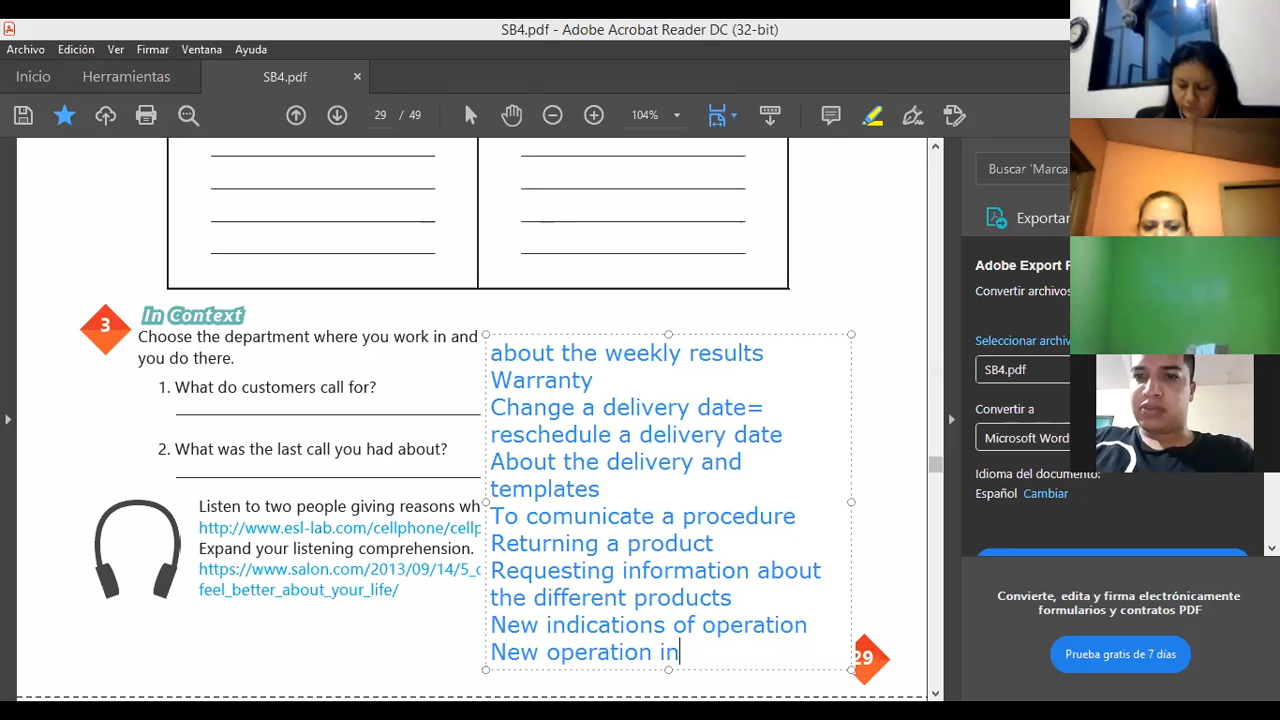 SB4.pdf - Adobe Acrobat Reader DC (32-bit)
Archivo Edición Ver Firmar Ventana Ayuda
Inicio Herramientas SB4.pdf ×
29 / 49 104%
3 In Context
Choose the department where you work in and
you do there.
1. What do customers call for?
2. What was the last call you had about?
Listen to two people giving reasons wh
http://www.esl-lab.com/cellphone/cellp
Expand your listening comprehension.
https://www.salon.com/2013/09/14/5_
feel_better_about_your_life/
about the weekly results
Warranty
Change a delivery date=
reschedule a delivery date
About the delivery and
templates
To comunicate a procedure
Returning a product
Requesting information about
the different products
New indications of operation
New operation in
29
Buscar 'Marca
Exportar
Adobe Export
Convertir archivos
Seleccionar archiv
SB4.pdf
Convertir a
Microsoft Word
Idioma del documento:
Español Cambiar
Convierte, edita y firma electrónicamente
formularios y contratos PDF
Prueba gratis de 7 días